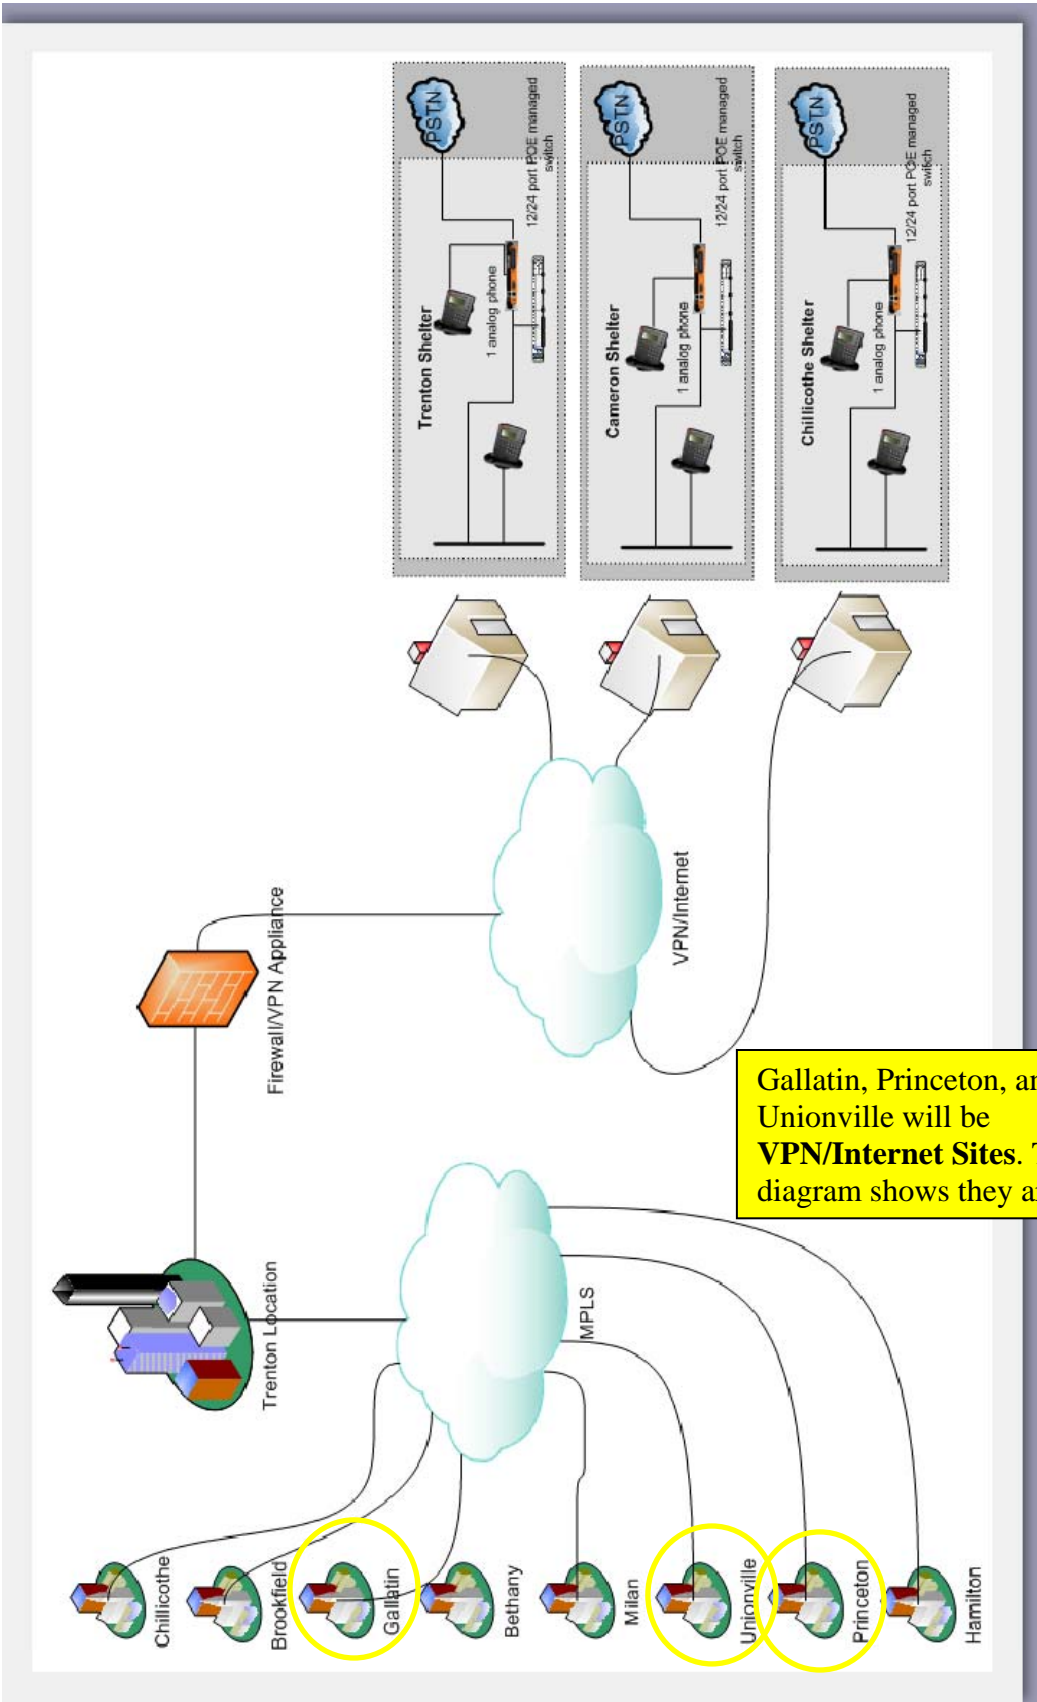 Trenton Shelter
PSTN
1 analog phone
12/24 port POE managed
switch
Cameron Shelter
PSTN
1 analog phone
12/24 port POE managed
switch
Chillicothe Shelter
PSTN
1 analog phone
12/24 port POE managed
switch
Firewall/VPN Appliance
VPN/Internet
Trenton Location
MPLS
Chillicothe
Brookfield
Gallatin
Bethany
Milan
Unionville
Princeton
Hamilton
Gallatin, Princeton,
Unionville will be
VPN/Internet Sites.
diagram shows they